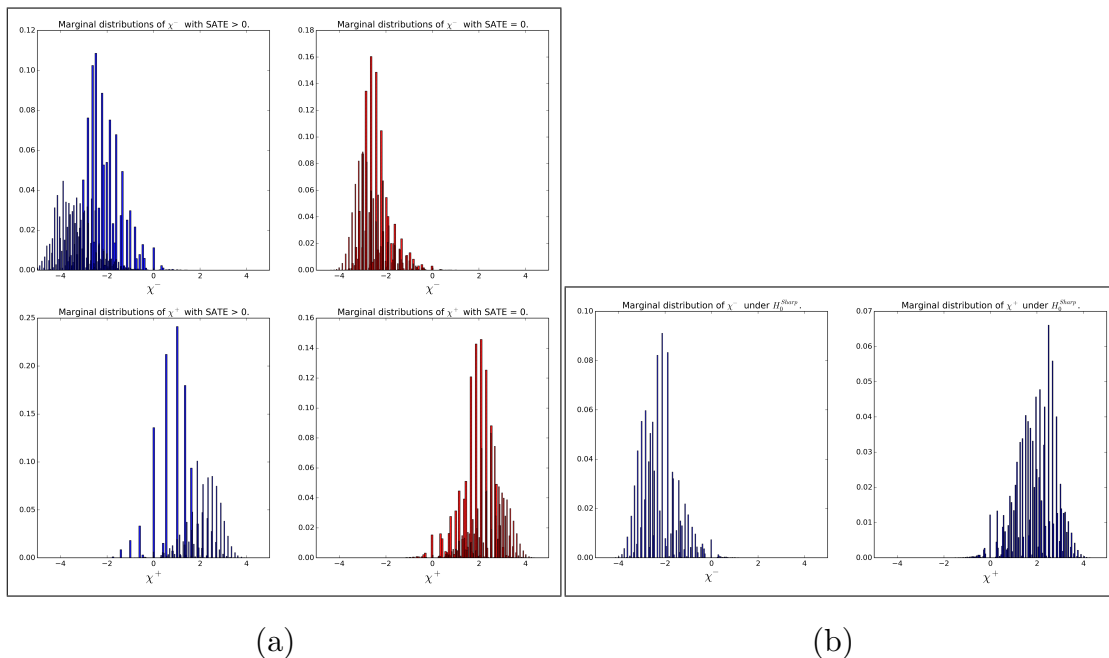 Marginal distributions of χ⁻ with SATE > 0.
0.12
0.10
0.08
0.06
0.04
0.02
0.00
−4 −2 0 2 4
χ⁻
Marginal distributions of χ⁻ with SATE = 0.
0.18
0.16
0.14
0.12
0.10
0.08
0.06
0.04
0.02
0.00
−4 −2 0 2 4
χ⁻
Marginal distributions of χ⁺ with SATE > 0.
0.25
0.20
0.15
0.10
0.05
0.00
−4 −2 0 2 4
χ⁺
Marginal distributions of χ⁺ with SATE = 0.
0.16
0.14
0.12
0.10
0.08
0.06
0.04
0.02
0.00
−4 −2 0 2 4
χ⁺
(a)
Marginal distribution of χ⁻ under H₀^Sharp.
0.10
0.08
0.06
0.04
0.02
0.00
−4 −2 0 2 4
χ⁻
Marginal distribution of χ⁺ under H₀^Sharp.
0.07
0.06
0.05
0.04
0.03
0.02
0.01
0.00
−4 −2 0 2 4
χ⁺
(b)